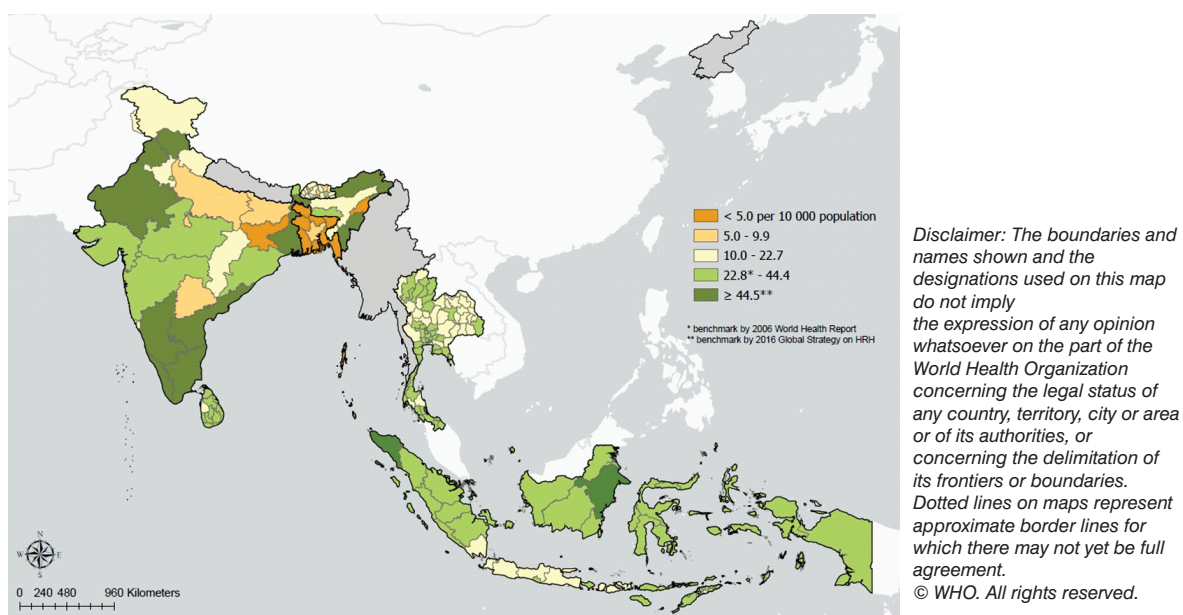 < 5.0 per 10 000 population
5.0 - 9.9
10.0 - 22.7
22.8* - 44.4
≥ 44.5**
* benchmark by 2006 World Health Report
** benchmark by 2016 Global Strategy on HRH
N
W E
S
0 240 480 960 Kilometers
Disclaimer: The boundaries and
names shown and the
designations used on this map
do not imply
the expression of any opinion
whatsoever on the part of the
World Health Organization
concerning the legal status of
any country, territory, city or area
or of its authorities, or
concerning the delimitation of
its frontiers or boundaries.
Dotted lines on maps represent
approximate border lines for
which there may not yet be full
agreement.
© WHO. All rights reserved.